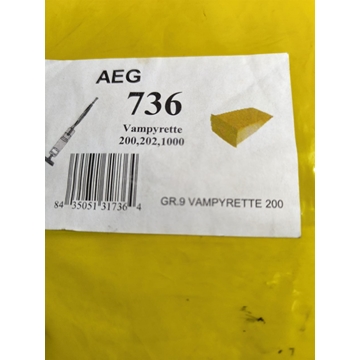 AEG
736
Vampyrette
200,202,1000
8 435051 317364
GR.9 VAMPYRETTE 200